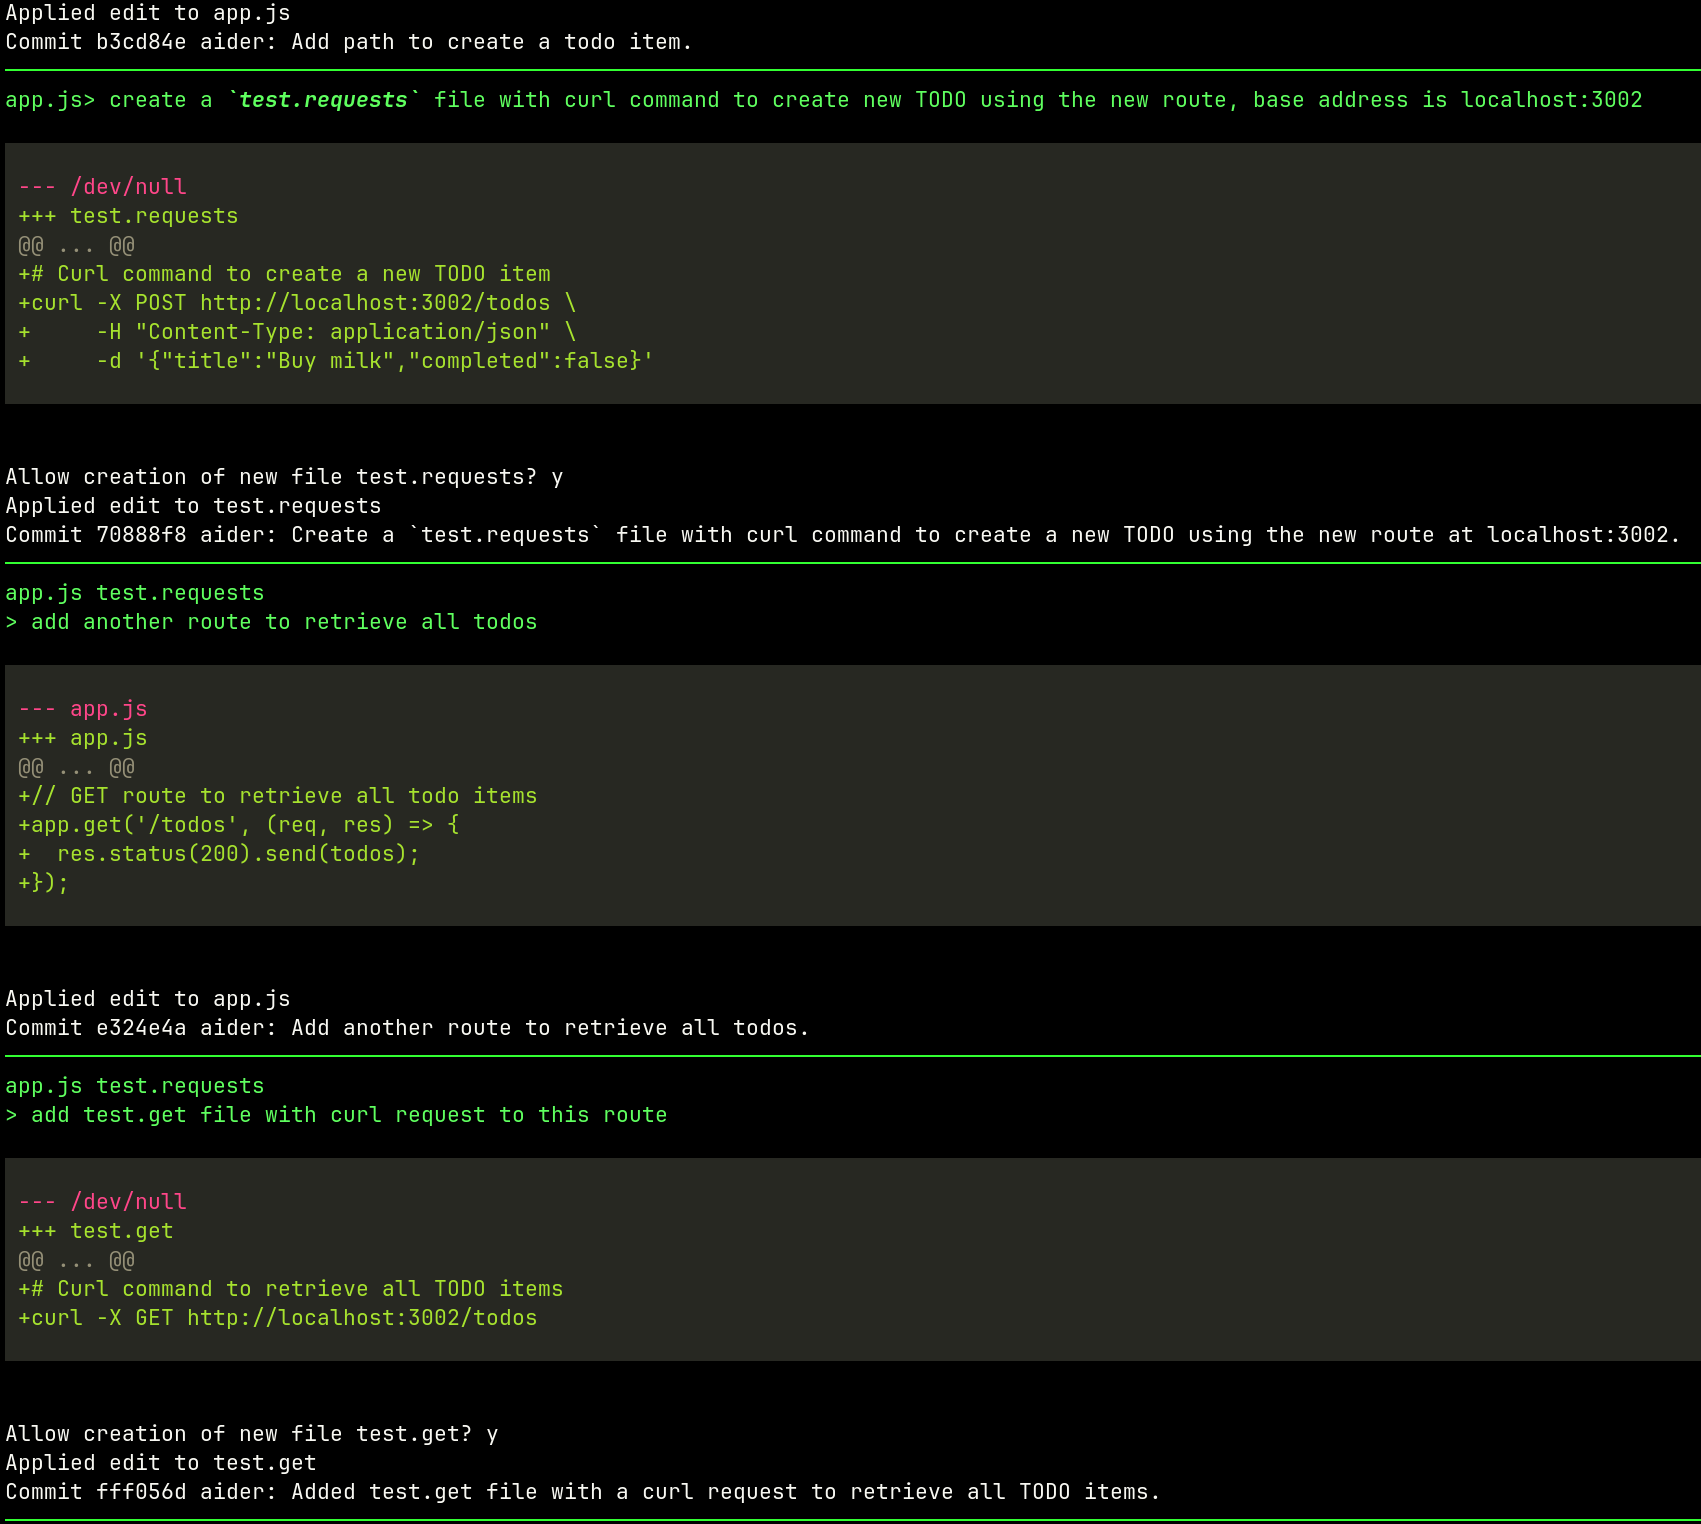 Applied edit to app.js
Commit b3cd84e aider: Add path to create a todo item.
app.js> create a `test.requests` file with curl command to create new TODO using the new route, base address is localhost:3002
--- /dev/null
+++ test.requests
@@ ... @@
+# Curl command to create a new TODO item
+curl -X POST http://localhost:3002/todos \
+     -H "Content-Type: application/json" \
+     -d '{"title":"Buy milk","completed":false}'
Allow creation of new file test.requests? y
Applied edit to test.requests
Commit 70888f8 aider: Create a `test.requests` file with curl command to create a new TODO using the new route at localhost:3002.
app.js test.requests
> add another route to retrieve all todos
--- app.js
+++ app.js
@@ ... @@
+// GET route to retrieve all todo items
+app.get('/todos', (req, res) => {
+  res.status(200).send(todos);
+});
Applied edit to app.js
Commit e324e4a aider: Add another route to retrieve all todos.
app.js test.requests
> add test.get file with curl request to this route
--- /dev/null
+++ test.get
@@ ... @@
+# Curl command to retrieve all TODO items
+curl -X GET http://localhost:3002/todos
Allow creation of new file test.get? y
Applied edit to test.get
Commit fff056d aider: Added test.get file with a curl request to retrieve all TODO items.